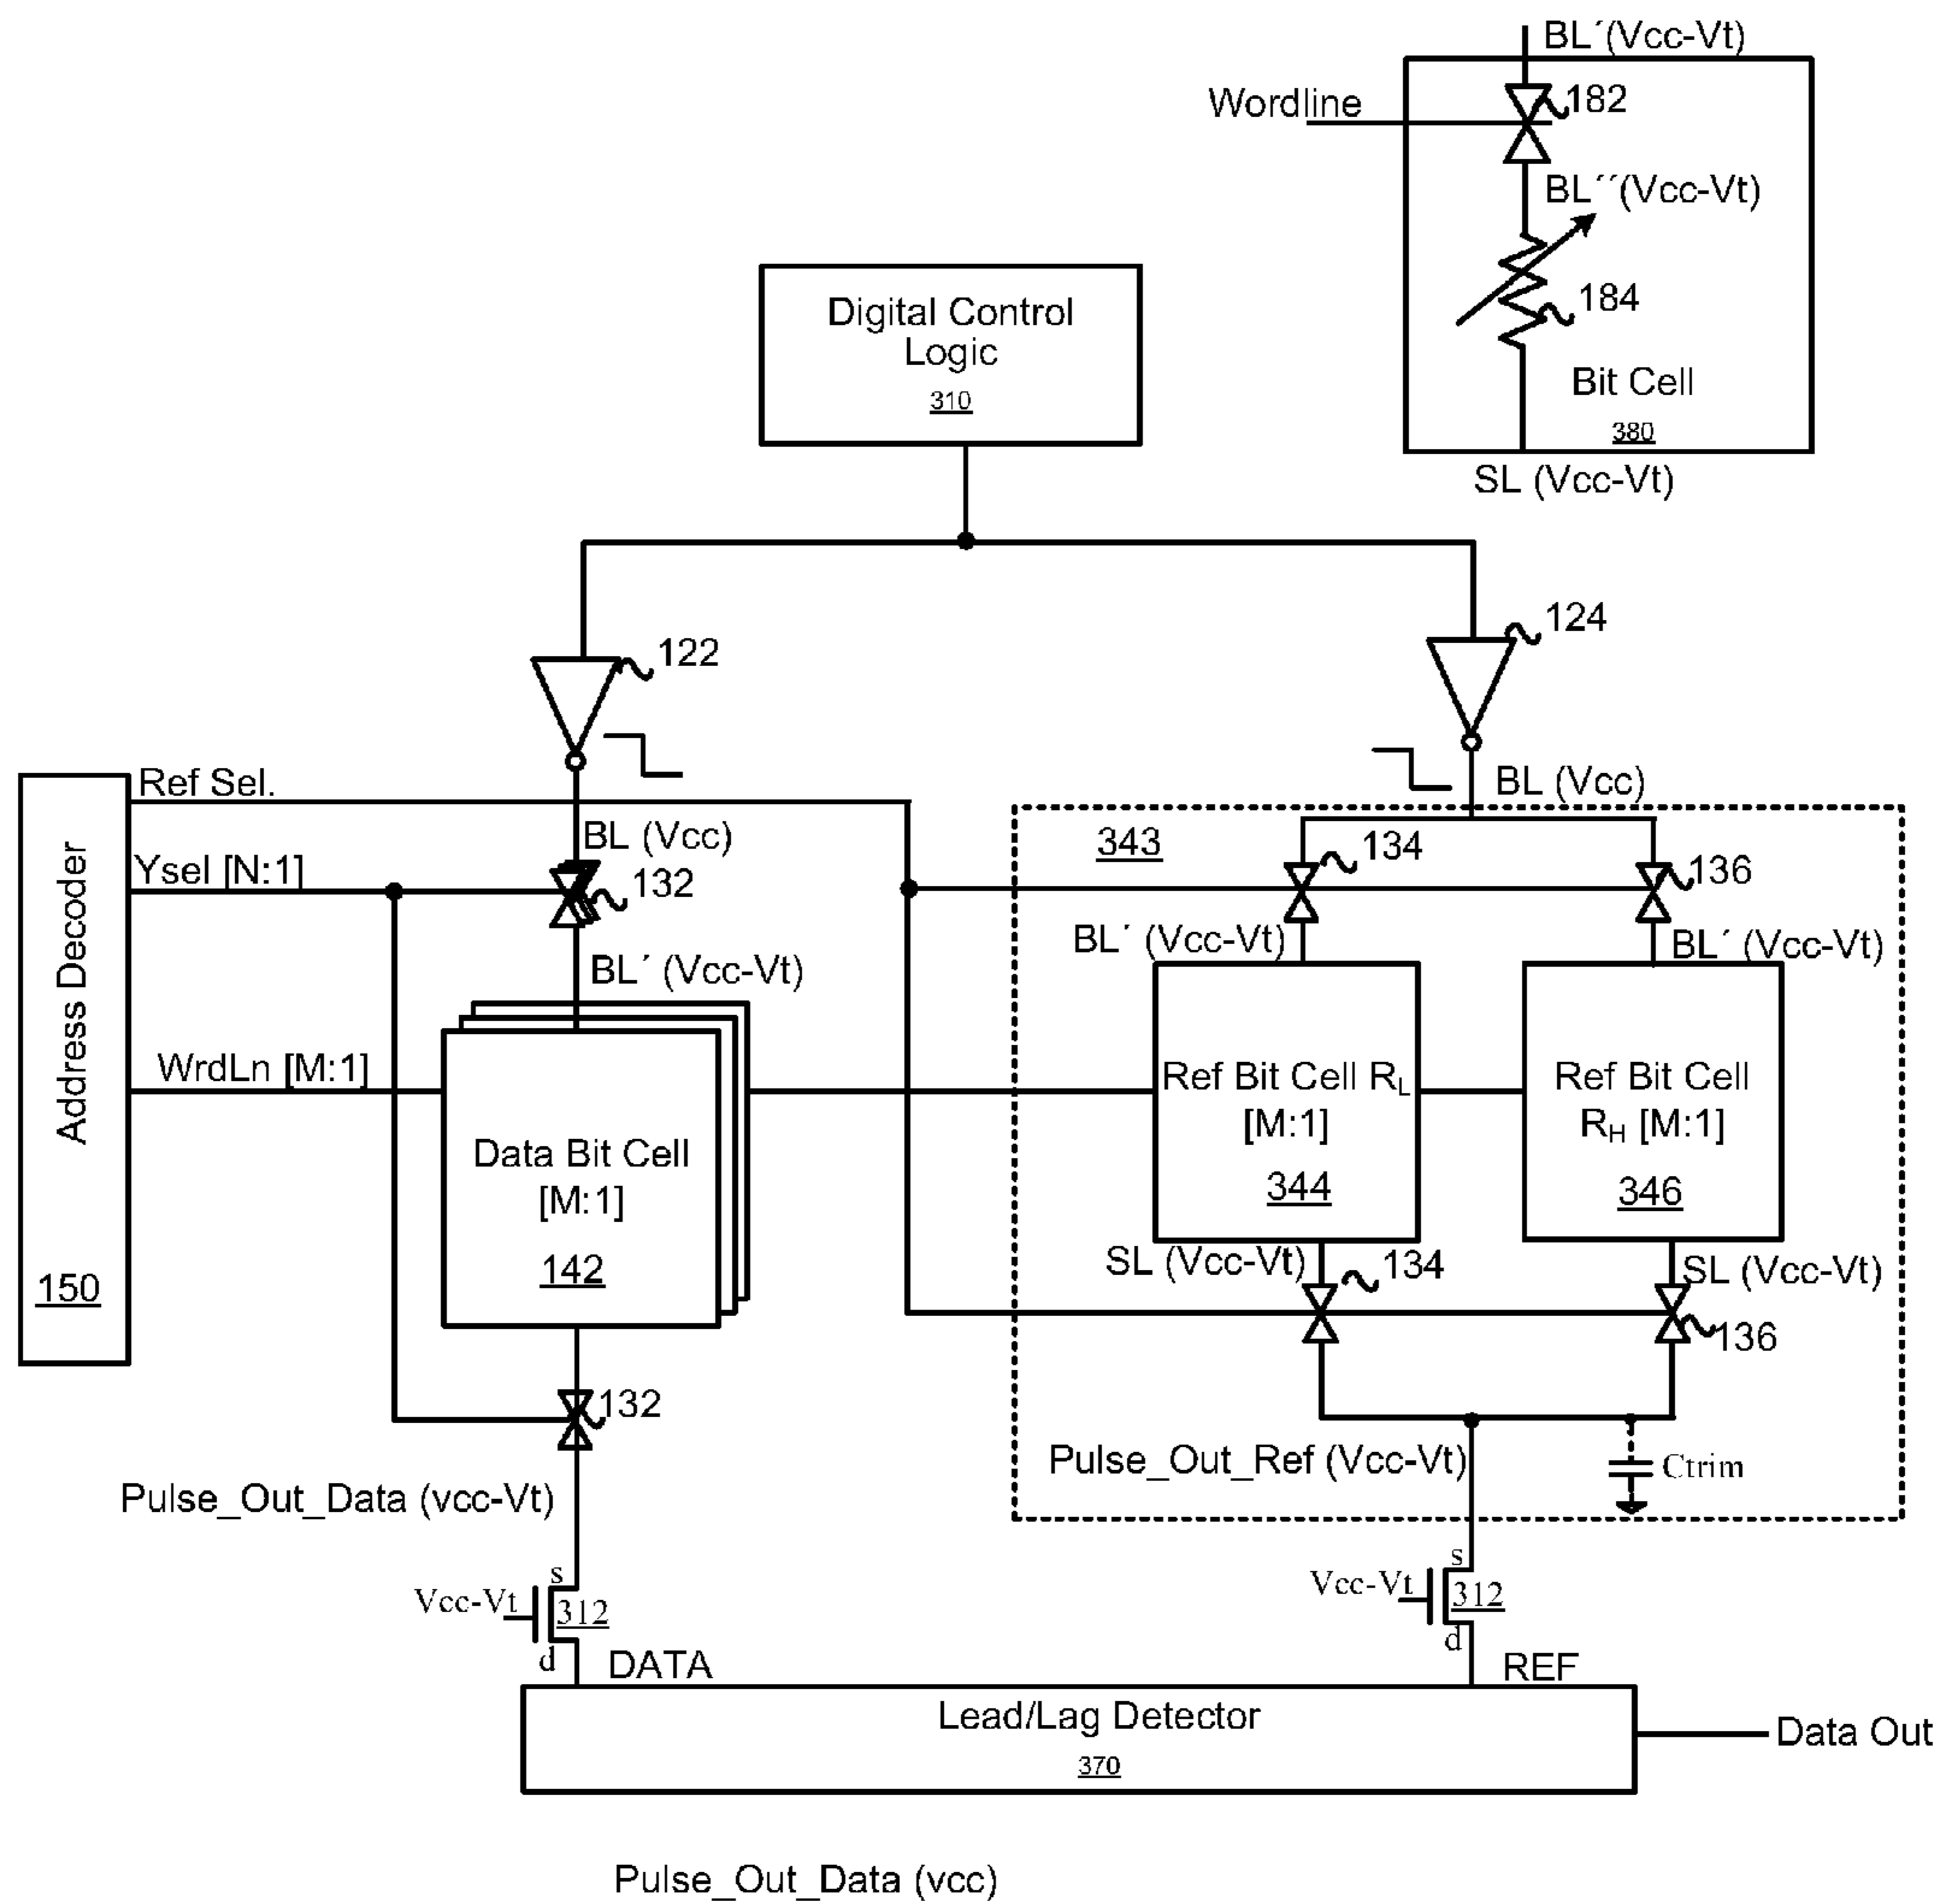 BL´(Vcc-Vt)
Wordline
182
BL´´(Vcc-Vt)
184
Bit Cell
380
SL (Vcc-Vt)
Digital Control
Logic
310
122
124
Ref Sel.
BL (Vcc)
BL (Vcc)
343
134
136
Ysel [N:1]
132
BL´ (Vcc-Vt)
BL´ (Vcc-Vt)
BL´ (Vcc-Vt)
Address Decoder
150
WrdLn [M:1]
Data Bit Cell
[M:1]
142
Ref Bit Cell RL
[M:1]
344
Ref Bit Cell
RH [M:1]
346
SL (Vcc-Vt)
134
SL (Vcc-Vt)
136
132
Pulse_Out_Data (vcc-Vt)
Pulse_Out_Ref (Vcc-Vt)
Ctrim
s
Vcc-Vt
312
d
s
Vcc-Vt
312
d
DATA
REF
Lead/Lag Detector
370
Data Out
Pulse_Out_Data (vcc)